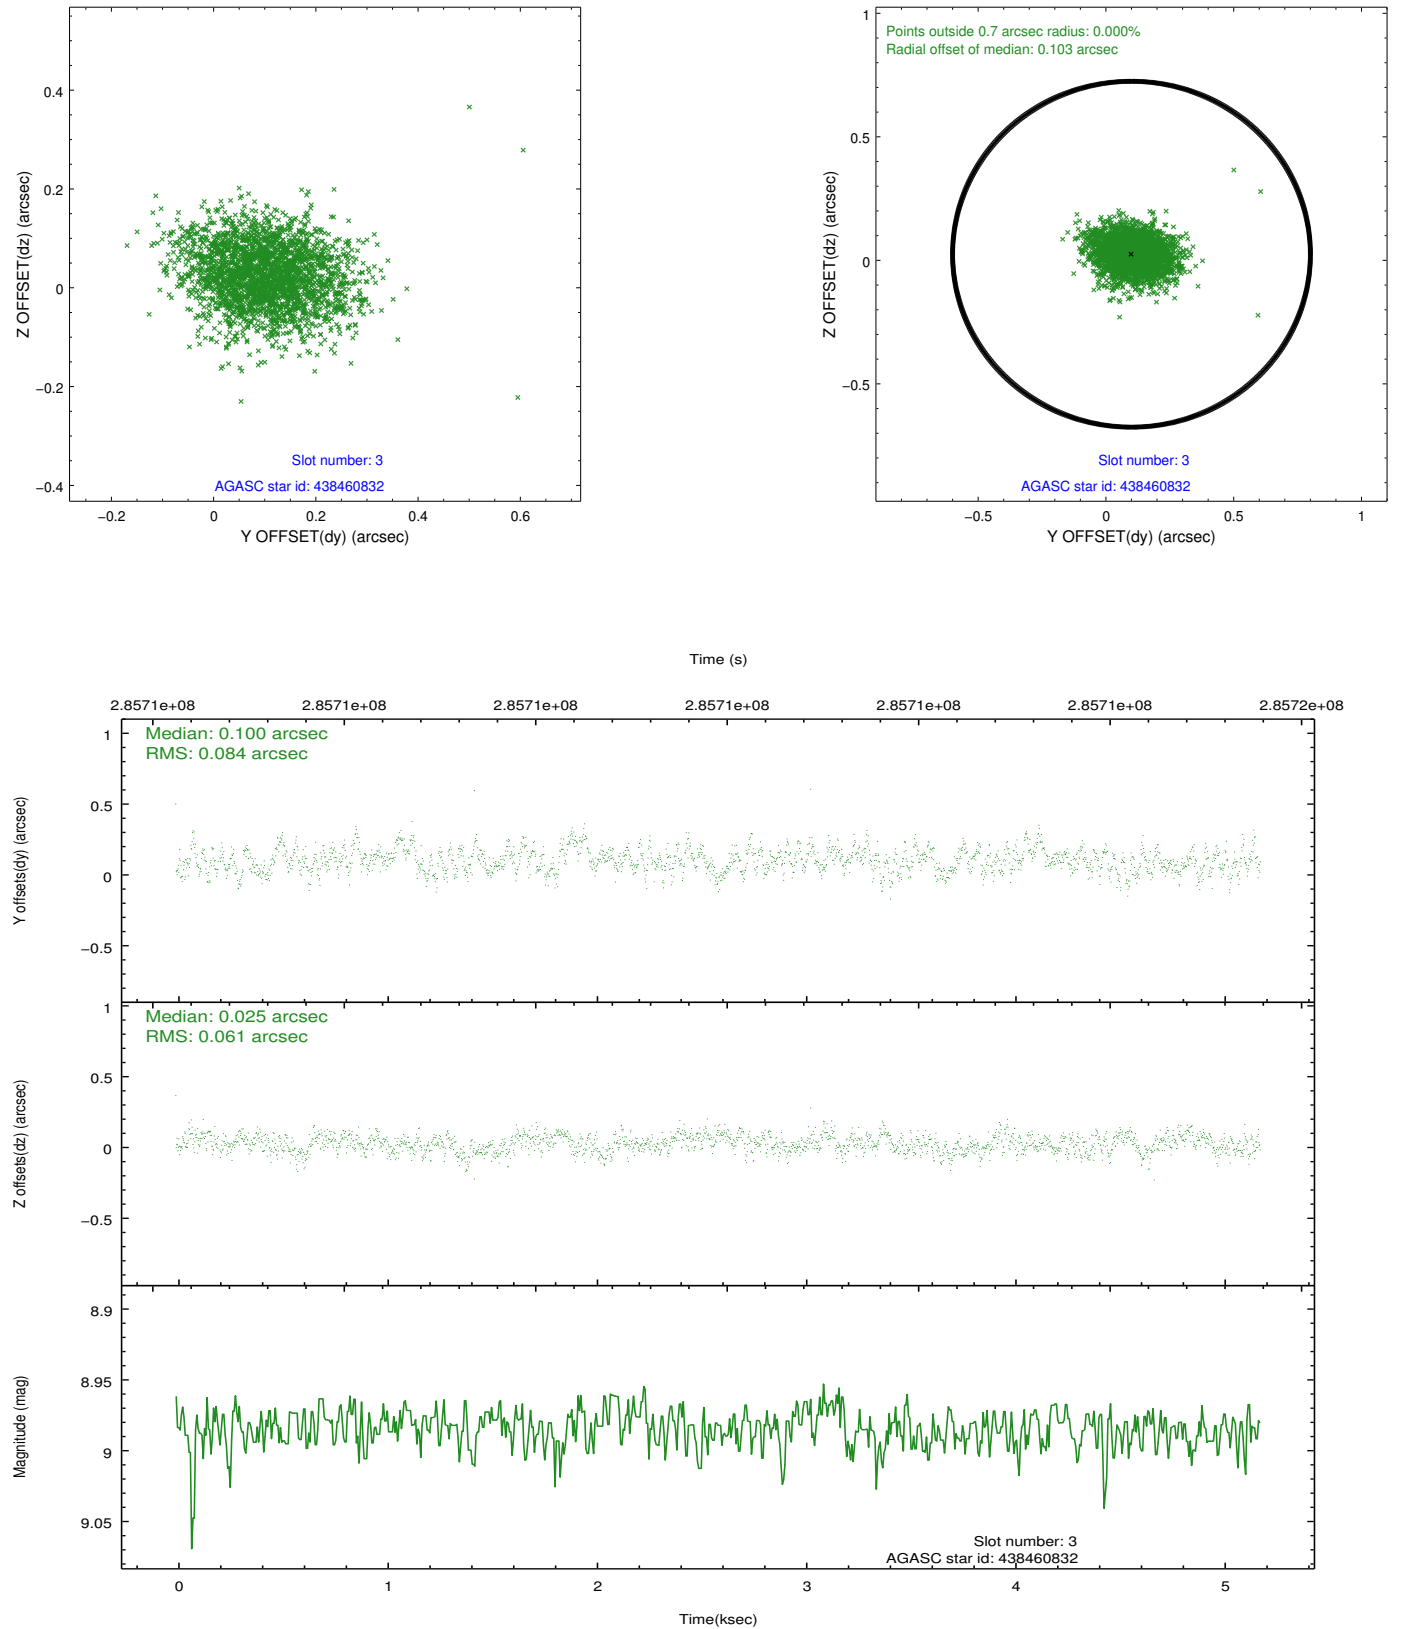 0.4
0.2
0
−0.2
−0.4
Z OFFSET(dz) (arcsec)
Slot number: 3
AGASC star id: 438460832
−0.2 0 0.2 0.4 0.6
Y OFFSET(dy) (arcsec)
Points outside 0.7 arcsec radius: 0.000%
Radial offset of median: 0.103 arcsec
1
0.5
0
−0.5
Z OFFSET(dz) (arcsec)
Slot number: 3
AGASC star id: 438460832
−0.5 0 0.5 1
Y OFFSET(dy) (arcsec)
Time (s)
2.8571e+08 2.8571e+08 2.8571e+08 2.8571e+08 2.8571e+08 2.8571e+08 2.8572e+08
Median: 0.100 arcsec
RMS: 0.084 arcsec
1
0.5
0
−0.5
Y offsets(dy) (arcsec)
Median: 0.025 arcsec
RMS: 0.061 arcsec
1
0.5
0
−0.5
Z offsets(dz) (arcsec)
8.9
8.95
9
9.05
Magnitude (mag)
Slot number: 3
AGASC star id: 438460832
0 1 2 3 4 5
Time(ksec)